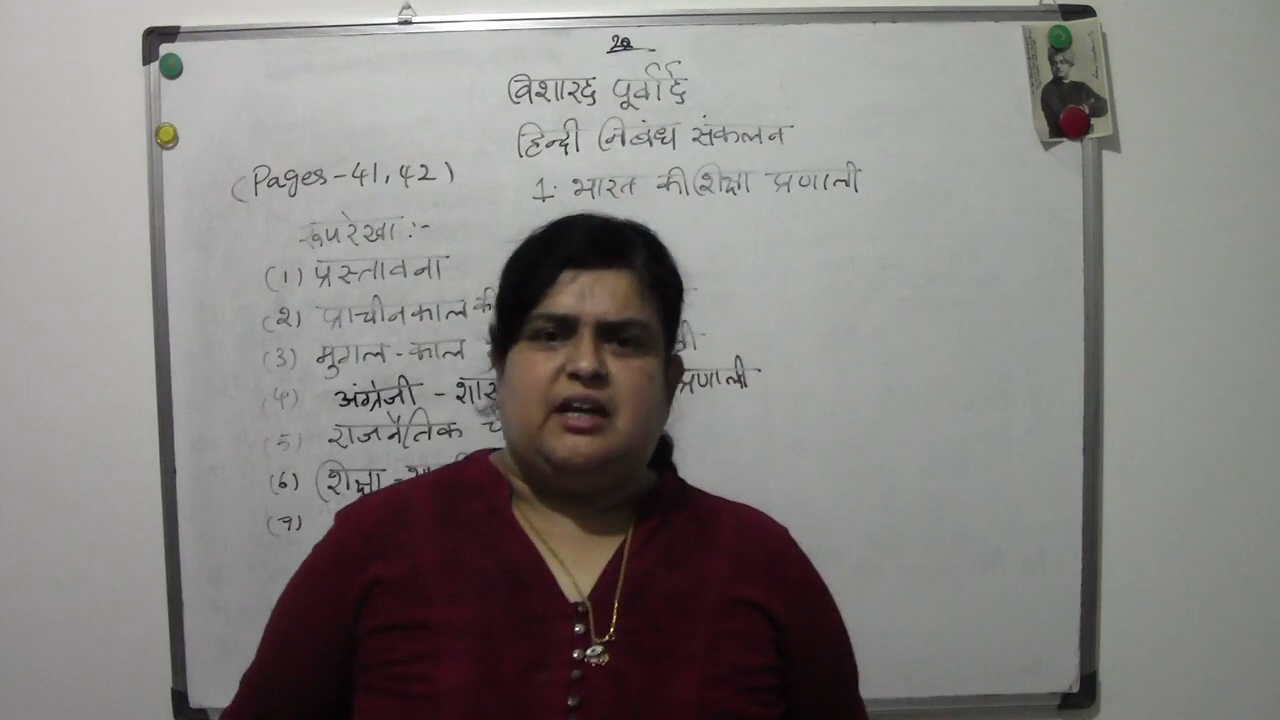 विशारद पूर्वार्द्ध
हिन्दी निबंध संकलन
(Pages-41,42)
1. भारत की शिक्षा प्रणाली
रूपरेखा:-
(1) प्रस्तावना
(2) प्राचीनकाल की
(3) मुगल-काल
(4) अंग्रेजी - प्रणाली
(5) राजनैतिक
(6) शिक्षा -
(7)